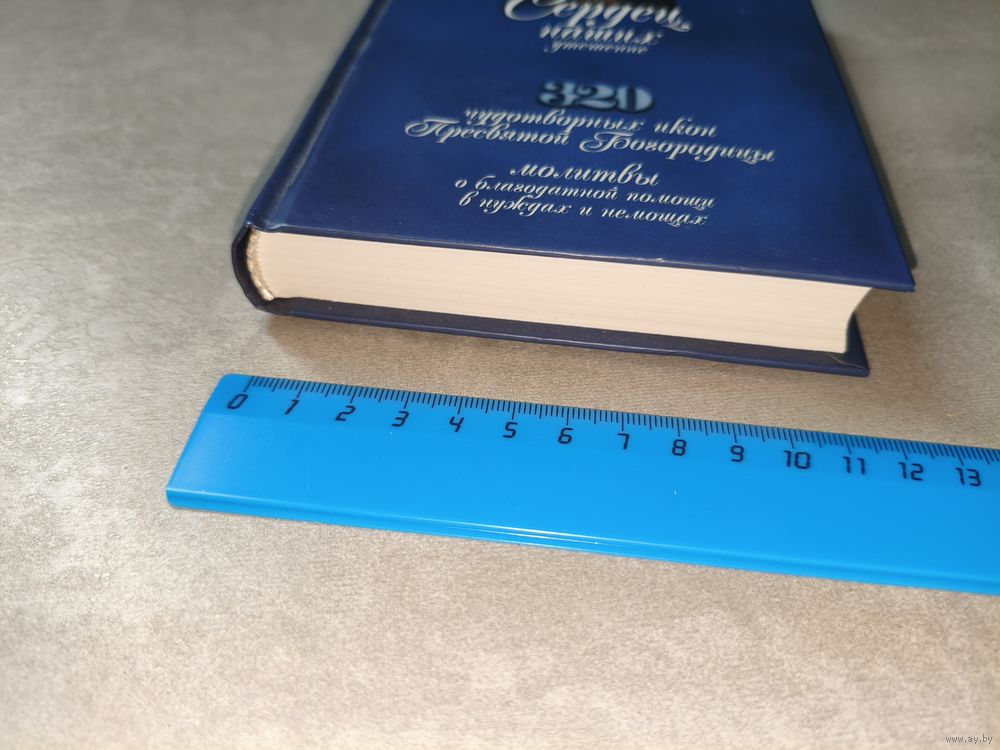 Сердец
наших
утешение
320
чудотворных икон
Пресвятой Богородицы
молитвы
о благодатной помощи
в нуждах и немощах
0 1 2 3 4 5 6 7 8 9 10 11 12 13
www.ay.by